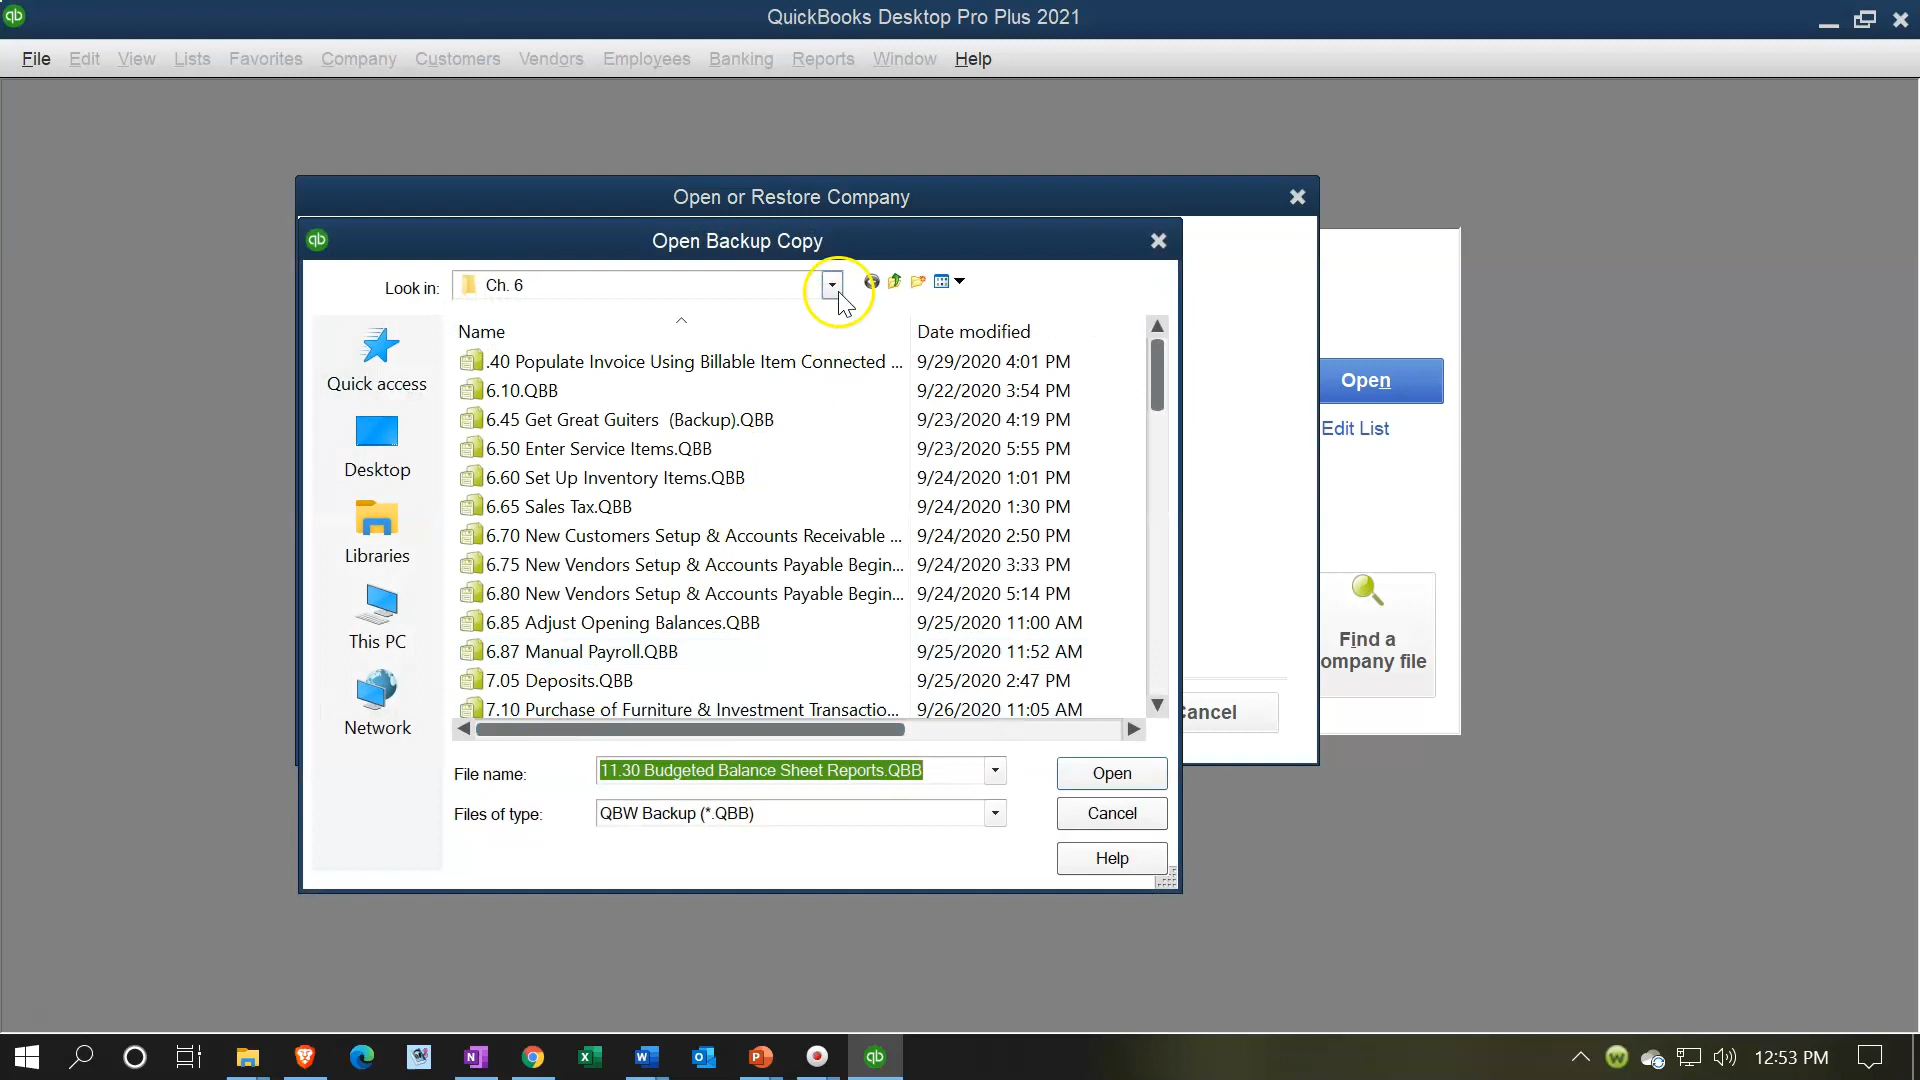 qb
QuickBooks Desktop Pro Plus 2021
File Edit View Lists Favorites Company Customers Vendors Employees Banking Reports Window Help
Open or Restore Company
qb
Open Backup Copy
Look in: Ch. 6
Name Date modified
.40 Populate Invoice Using Billable Item Connected ... 9/29/2020 4:01 PM
6.10.QBB 9/22/2020 3:54 PM
6.45 Get Great Guiters (Backup).QBB 9/23/2020 4:19 PM
6.50 Enter Service Items.QBB 9/23/2020 5:55 PM
6.60 Set Up Inventory Items.QBB 9/24/2020 1:01 PM
6.65 Sales Tax.QBB 9/24/2020 1:30 PM
6.70 New Customers Setup & Accounts Receivable ... 9/24/2020 2:50 PM
6.75 New Vendors Setup & Accounts Payable Begin... 9/24/2020 3:33 PM
6.80 New Vendors Setup & Accounts Payable Begin... 9/24/2020 5:14 PM
6.85 Adjust Opening Balances.QBB 9/25/2020 11:00 AM
6.87 Manual Payroll.QBB 9/25/2020 11:52 AM
7.05 Deposits.QBB 9/25/2020 2:47 PM
7.10 Purchase of Furniture & Investment Transactio... 9/26/2020 11:05 AM
Quick access
Desktop
Libraries
This PC
Network
File name: 11.30 Budgeted Balance Sheet Reports.QBB
Files of type: QBW Backup (*.QBB)
Open
Cancel
Help
ancel
Open
Edit List
Find a
ompany file
12:53 PM